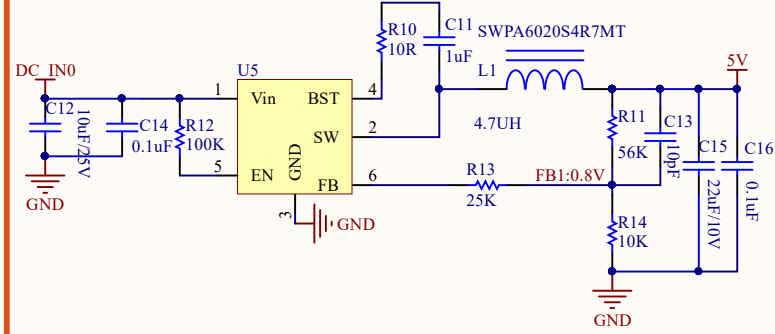 R10
10R
C11
1uF
SWPA6020S4R7MT
L1
4.7UH
5V
DC_IN0
U5
1
Vin
BST
4
C12
10uF/25V
C14
0.1uF
R12
100K
SW
2
5
EN
GND
FB
6
3
GND
GND
R13
25K
FB1:0.8V
R11
56K
C13
10pF
C15
22uF/10V
C16
0.1uF
R14
10K
GND